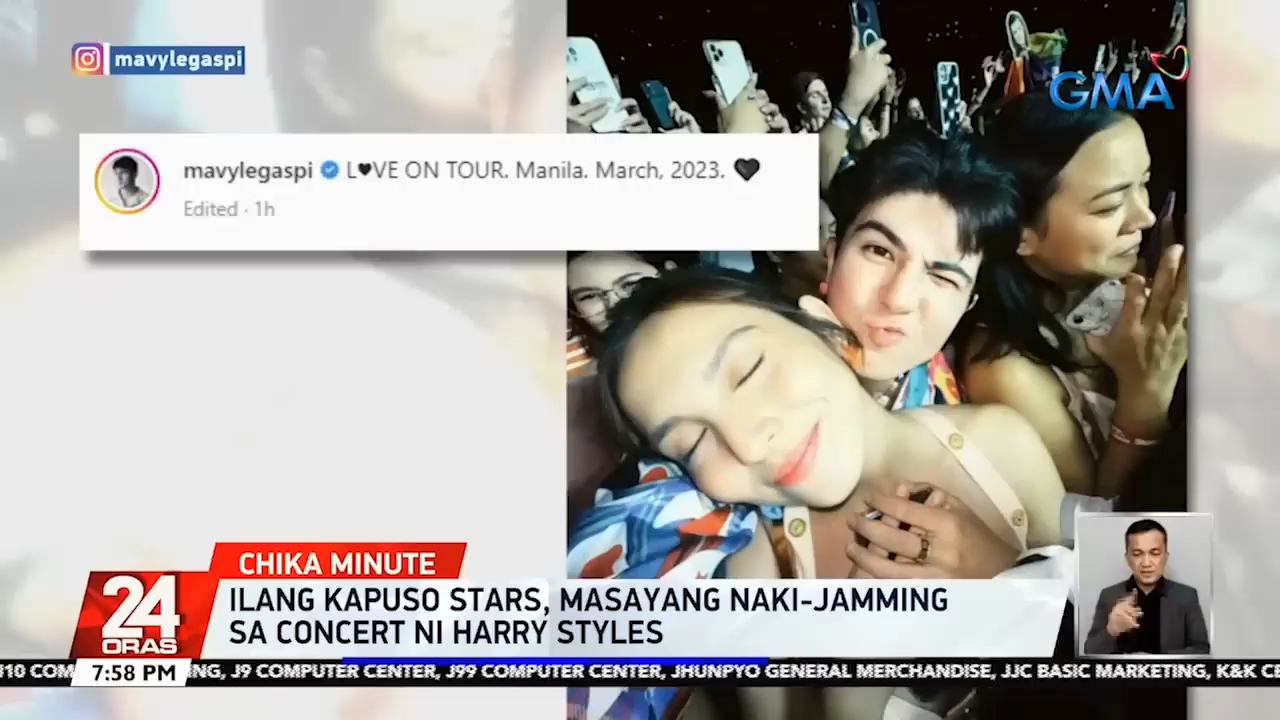 mavylegaspi
GMA
mavylegaspi L♥VE ON TOUR. Manila. March, 2023. 🖤
Edited · 1h
CHIKA MINUTE
24
ORAS
ILANG KAPUSO STARS, MASAYANG NAKI-JAMMING
SA CONCERT NI HARRY STYLES
7:58 PM
NG, J9 COMPUTER CENTER, J99 COMPUTER CENTER, JHUNPYO GENERAL MERCHANDISE, JJC BASIC MARKETING, K&K CE